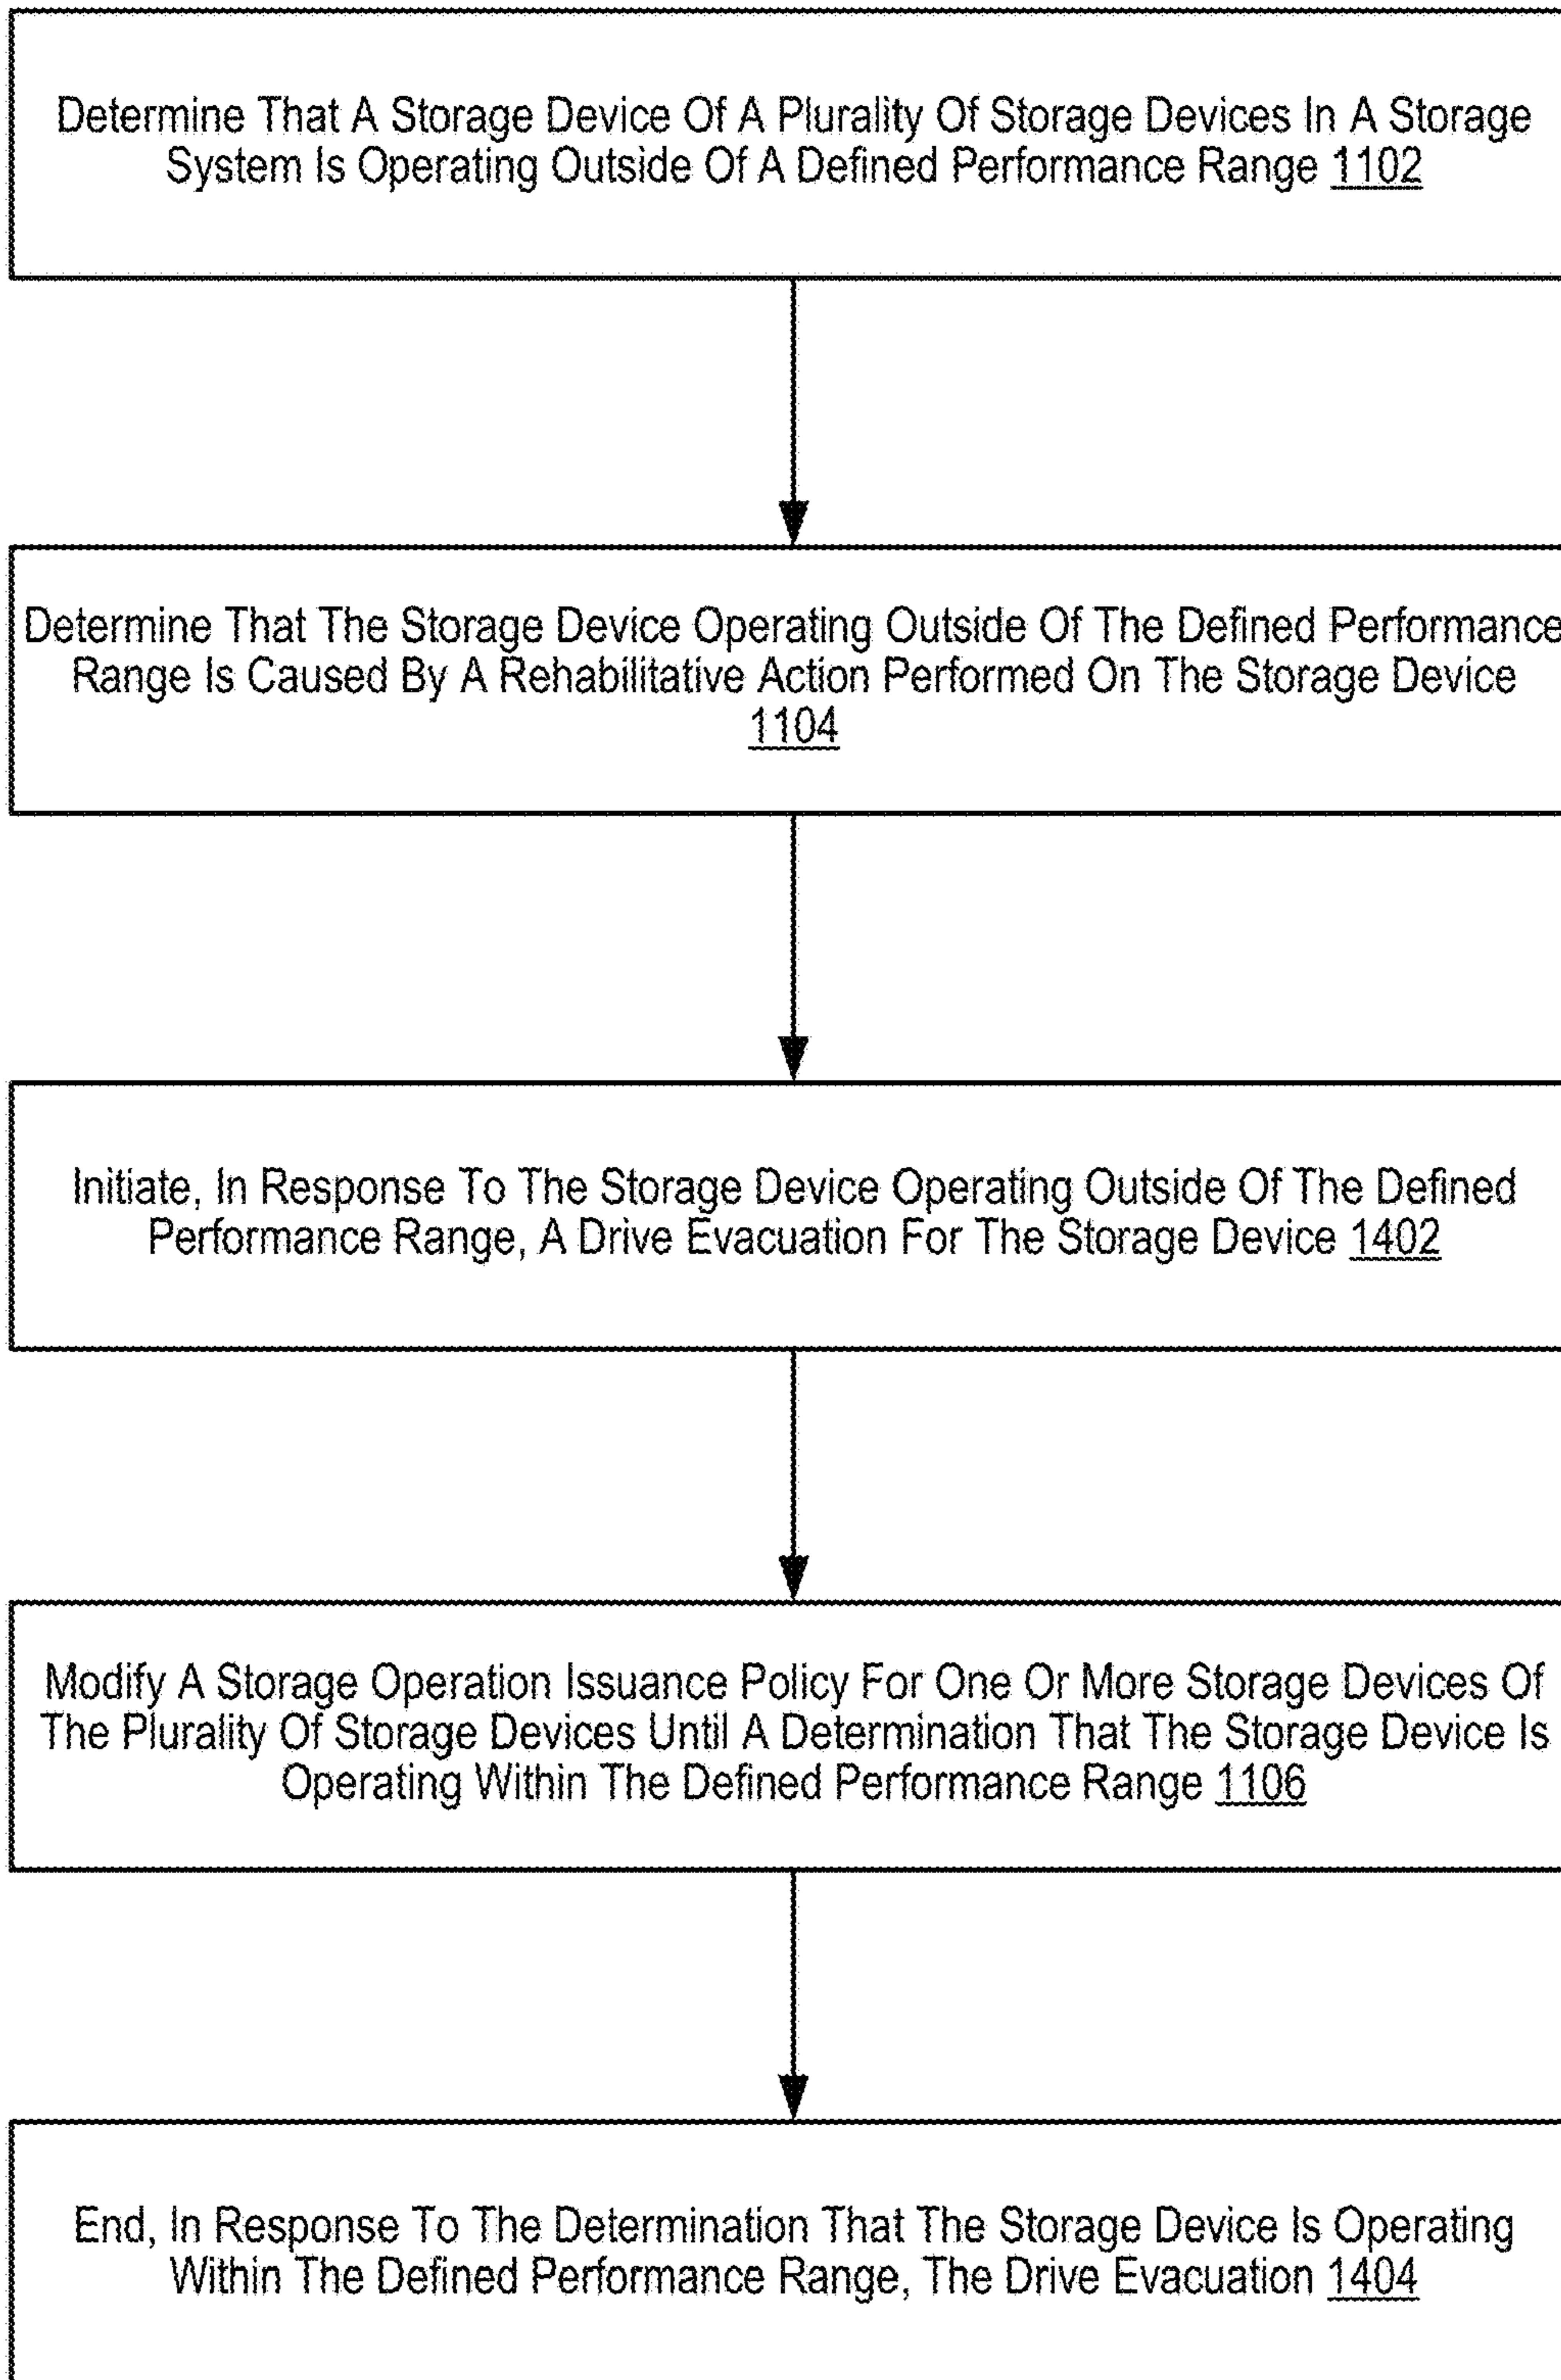 Determine That A Storage Device Of A Plurality Of Storage Devices In A Storage
System Is Operating Outside Of A Defined Performance Range 1102
Determine That The Storage Device Operating Outside Of The Defined Performance
Range Is Caused By A Rehabilitative Action Performed On The Storage Device
1104
Initiate, In Response To The Storage Device Operating Outside Of The Defined
Performance Range, A Drive Evacuation For The Storage Device 1402
Modify A Storage Operation Issuance Policy For One Or More Storage Devices Of
The Plurality Of Storage Devices Until A Determination That The Storage Device Is
Operating Within The Defined Performance Range 1106
End, In Response To The Determination That The Storage Device Is Operating
Within The Defined Performance Range, The Drive Evacuation 1404